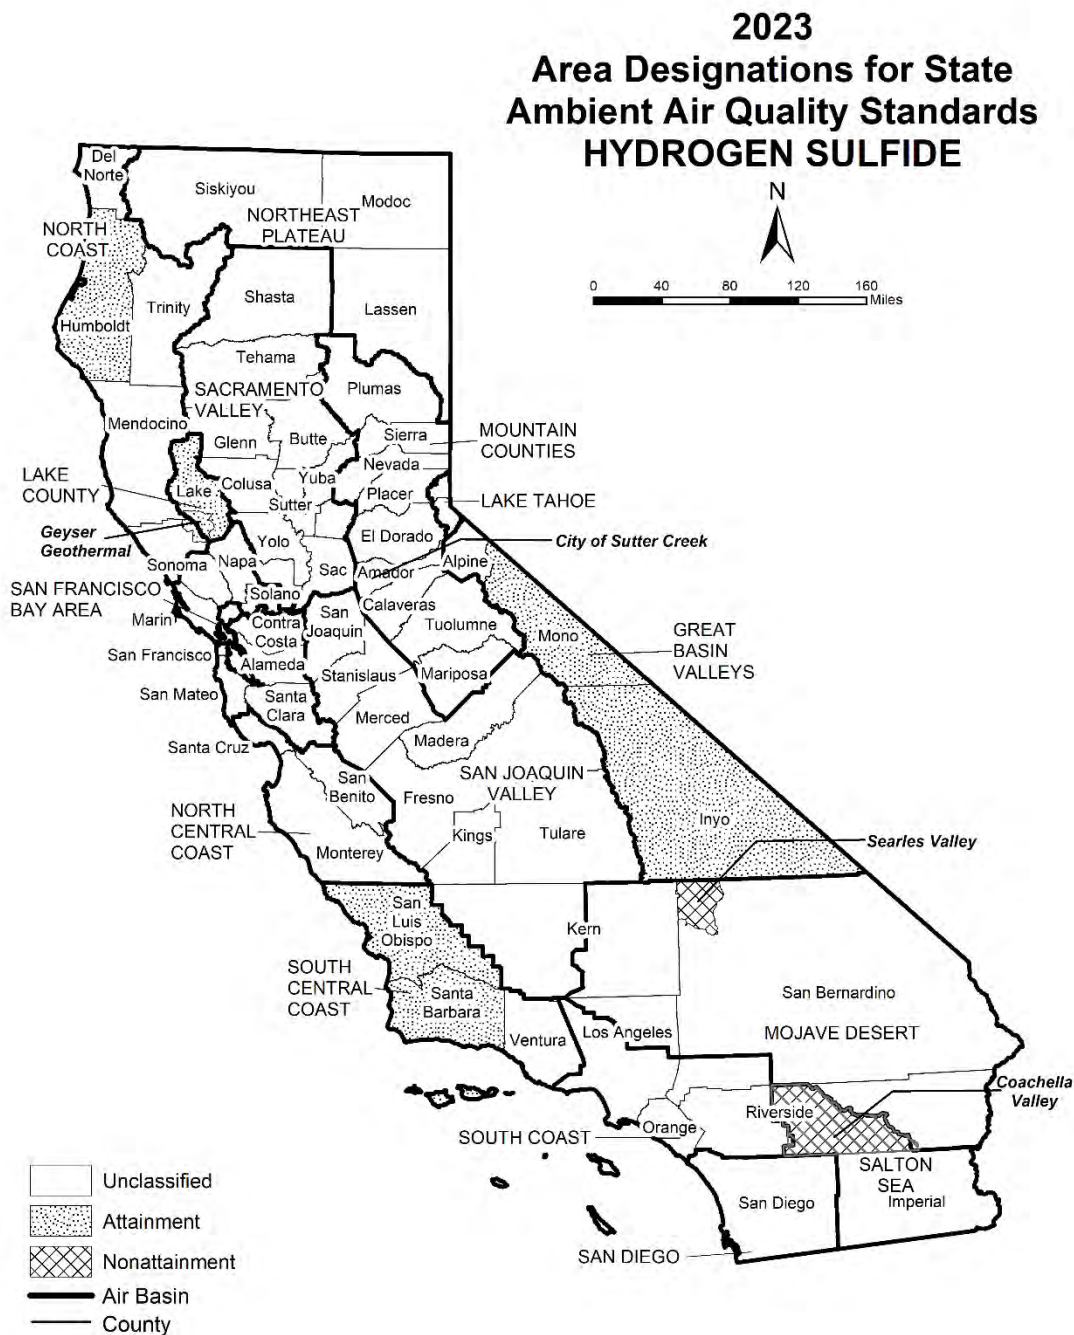 2023
Area Designations for State
Ambient Air Quality Standards
HYDROGEN SULFIDE
N
0 40 80 120 160
Miles
Del
Norte
Siskiyou
Modoc
NORTHEAST
PLATEAU
NORTH
COAST
Trinity
Shasta
Lassen
Humboldt
Tehama
Plumas
SACRAMENTO
VALLEY
Mendocino
Glenn
Butte
Sierra
MOUNTAIN
COUNTIES
Nevada
LAKE
COUNTY
Lake
Colusa
Yuba
Placer
Sutter
LAKE TAHOE
Geyser
Geothermal
Yolo
El Dorado
City of Sutter Creek
Sonoma
Napa
Sac
Amador
Alpine
SAN FRANCISCO
BAY AREA
Solano
Calaveras
Marin
Contra
Costa
San
Joaquin
Tuolumne
Mono
GREAT
BASIN
VALLEYS
San Francisco
Alameda
Stanislaus
Mariposa
San Mateo
Santa
Clara
Merced
Santa Cruz
Madera
San
Benito
Fresno
SAN JOAQUIN
VALLEY
NORTH
CENTRAL
COAST
Monterey
Kings
Tulare
Inyo
Searles Valley
San
Luis
Obispo
Kern
SOUTH
CENTRAL
COAST
Santa
Barbara
San Bernardino
Ventura
Los Angeles
MOJAVE DESERT
Coachella
Valley
Riverside
Orange
SOUTH COAST
SALTON
SEA
Imperial
San Diego
SAN DIEGO
Unclassified
Attainment
Nonattainment
Air Basin
County